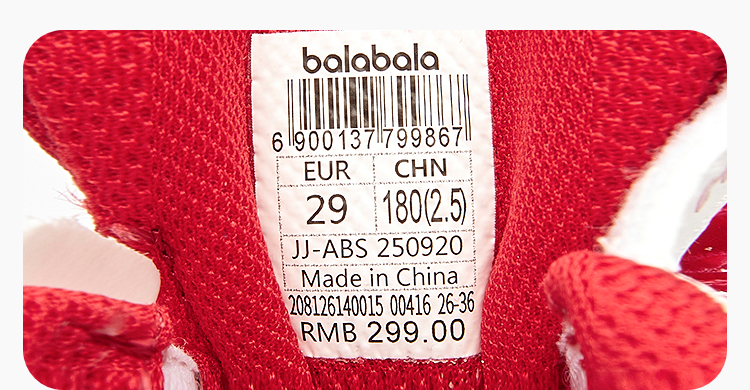 balabala
6 900137 799867
EUR CHN
29 180(2.5)
JJ-ABS 250920
Made in China
208126140015 00416 26-36
RMB 299.00